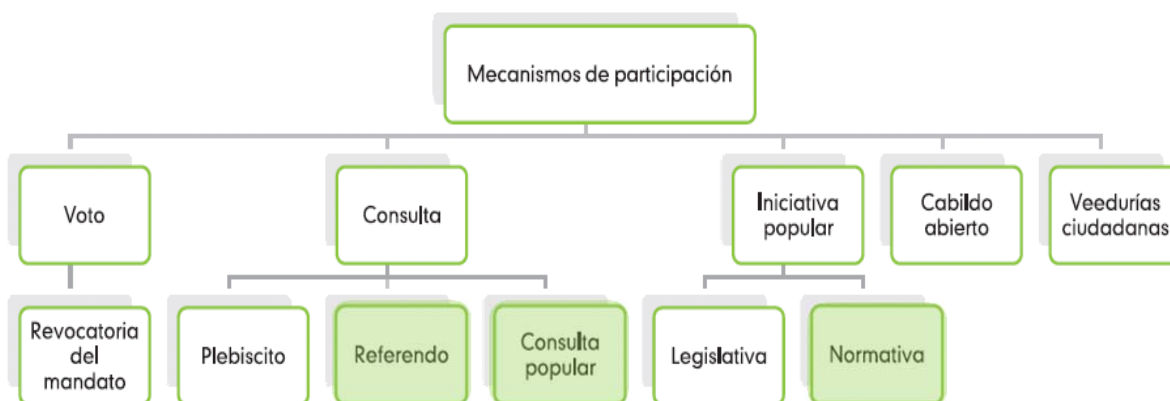 Mecanismos de participación
Voto
Consulta
Iniciativa
popular
Cabildo
abierto
Veedurías
ciudadanas
Revocatoria
del
mandato
Plebiscito
Referendo
Consulta
popular
Legislativa
Normativa